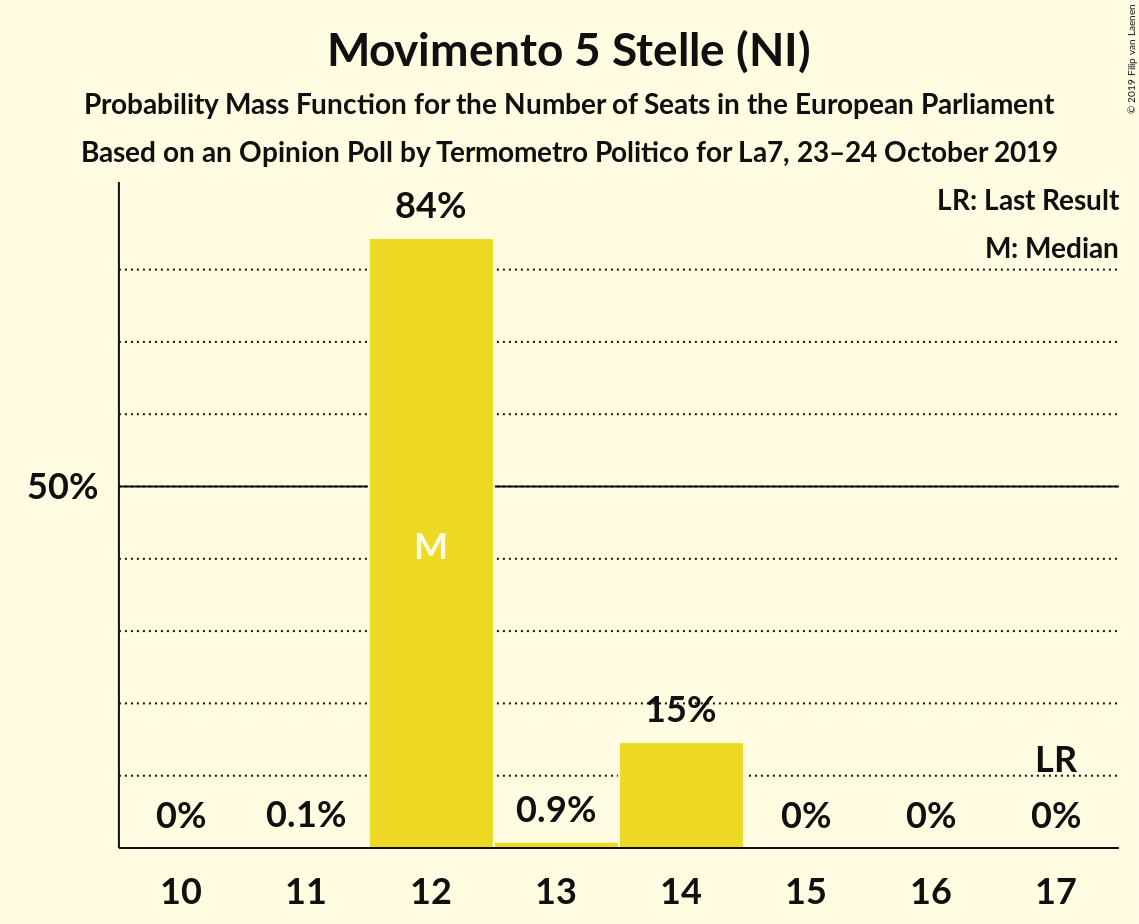 Movimento 5 Stelle (NI)
Probability Mass Function for the Number of Seats in the European Parliament
Based on an Opinion Poll by Termometro Politico for La7, 23–24 October 2019
© 2019 Filip van Laenen
LR: Last Result
M: Median
84%
50%
M
15%
LR
0% 0.1% 0.9% 0% 0% 0%
10 11 12 13 14 15 16 17